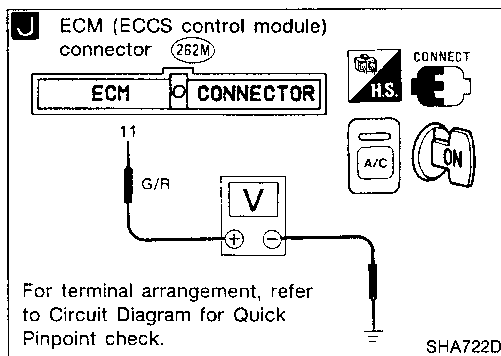 J ECM (ECCS control module)
connector 262M
ECM CONNECTOR
H.S.
CONNECT
A/C
ON
11
G/R
V
+ −
For terminal arrangement, refer
to Circuit Diagram for Quick
Pinpoint check.
SHA722D